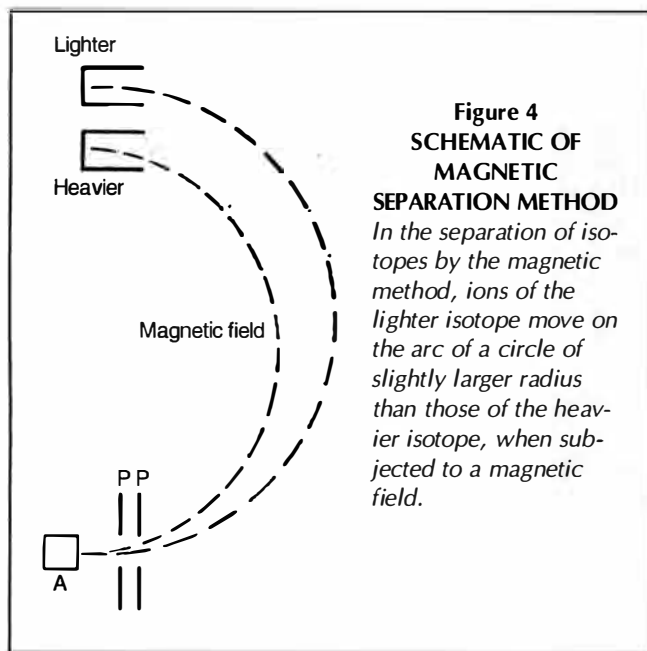 Lighter
Heavier
Magnetic field
P P
A
Figure 4
SCHEMATIC OF
MAGNETIC
SEPARATION METHOD
In the separation of iso-
topes by the magnetic
method, ions of the
lighter isotope move on
the arc of a circle of
slightly larger radius
than those of the heav-
ier isotope, when sub-
jected to a magnetic
field.